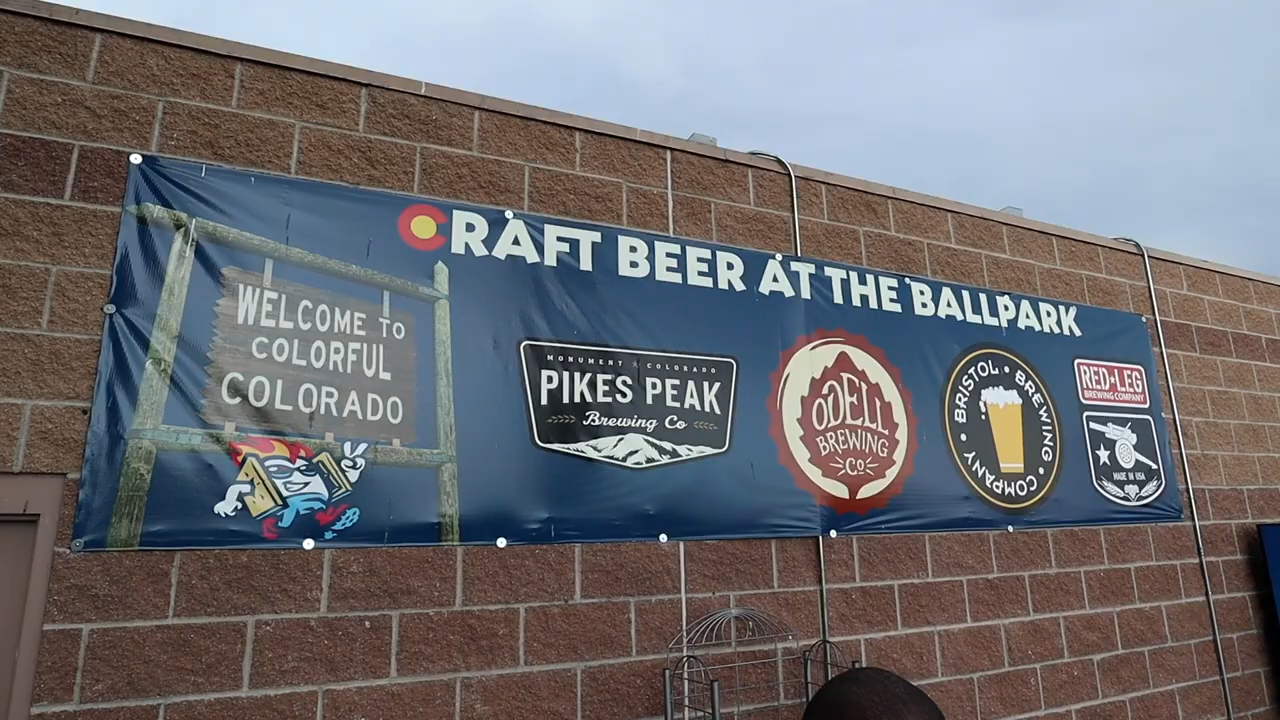 CRAFT BEER AT THE BALLPARK
WELCOME TO
COLORFUL
COLORADO
MONUMENT COLORADO
PIKES PEAK
Brewing Co
ODELL
BREWING
Co
BRISTOL • BREWING • COMPANY •
RED★LEG
BREWING COMPANY
MADE IN USA